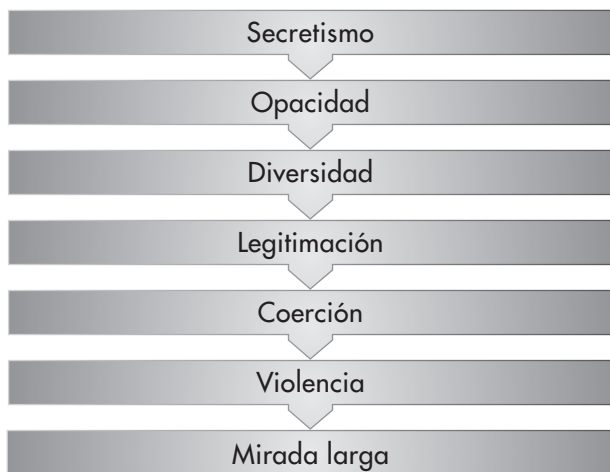 Secretismo
Opacidad
Diversidad
Legitimación
Coerción
Violencia
Mirada larga